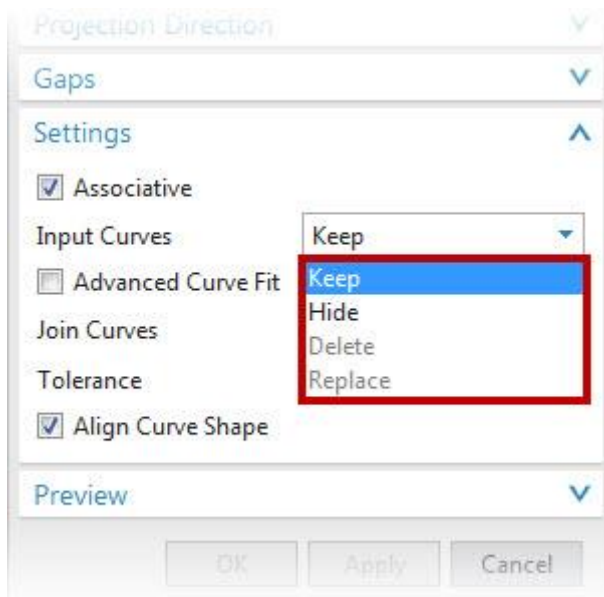 Projection Direction
Gaps
Settings
Associative
Input Curves Keep
Keep
Advanced Curve Fit
Hide
Join Curves
Delete
Tolerance
Replace
Align Curve Shape
Preview
OK Apply Cancel